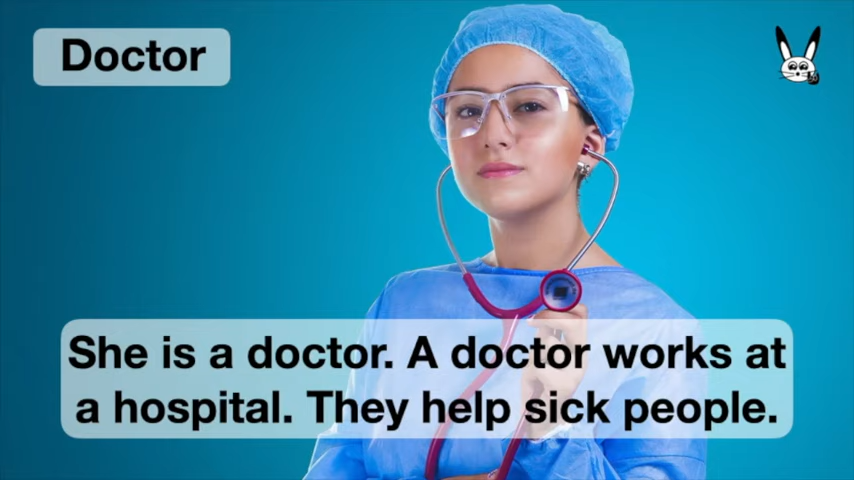 Doctor
She is a doctor. A doctor works at
a hospital. They help sick people.